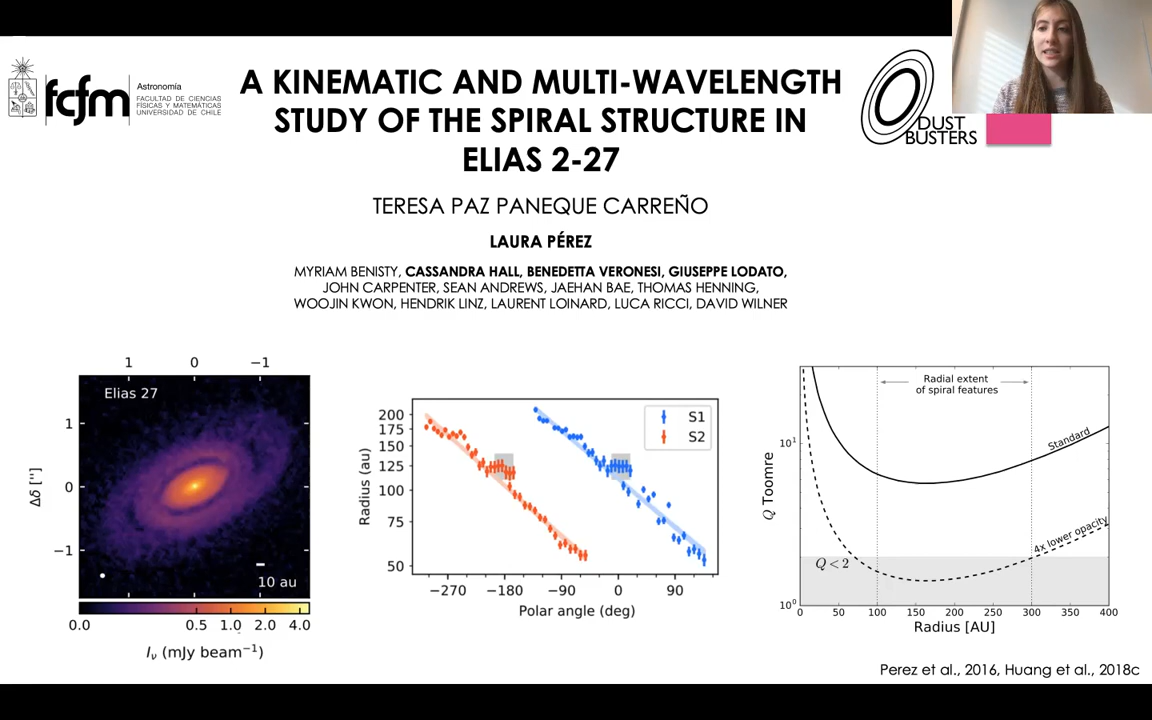 fcfm
Astronomía
FACULTAD DE CIENCIAS
FÍSICAS Y MATEMÁTICAS
UNIVERSIDAD DE CHILE
A KINEMATIC AND MULTI-WAVELENGTH
STUDY OF THE SPIRAL STRUCTURE IN
ELIAS 2-27
DUST
BUSTERS
TERESA PAZ PANEQUE CARREÑO
LAURA PÉREZ
MYRIAM BENISTY, CASSANDRA HALL, BENEDETTA VERONESI, GIUSEPPE LODATO,
JOHN CARPENTER, SEAN ANDREWS, JAEHAN BAE, THOMAS HENNING,
WOOJIN KWON, HENDRIK LINZ, LAURENT LOINARD, LUCA RICCI, DAVID WILNER
1 0 −1
Elias 27
1
0
−1
Δδ ["]
10 au
0.0 0.5 1.0 2.0 4.0
Iν (mJy beam−1)
S1
S2
200
175
150
125
100
75
50
Radius (au)
−270 −180 −90 0 90
Polar angle (deg)
Radial extent
of spiral features
Standard
4x lower opacity
Q < 2
10¹
10⁰
Q Toomre
0 50 100 150 200 250 300 350 400
Radius [AU]
Perez et al., 2016, Huang et al., 2018c